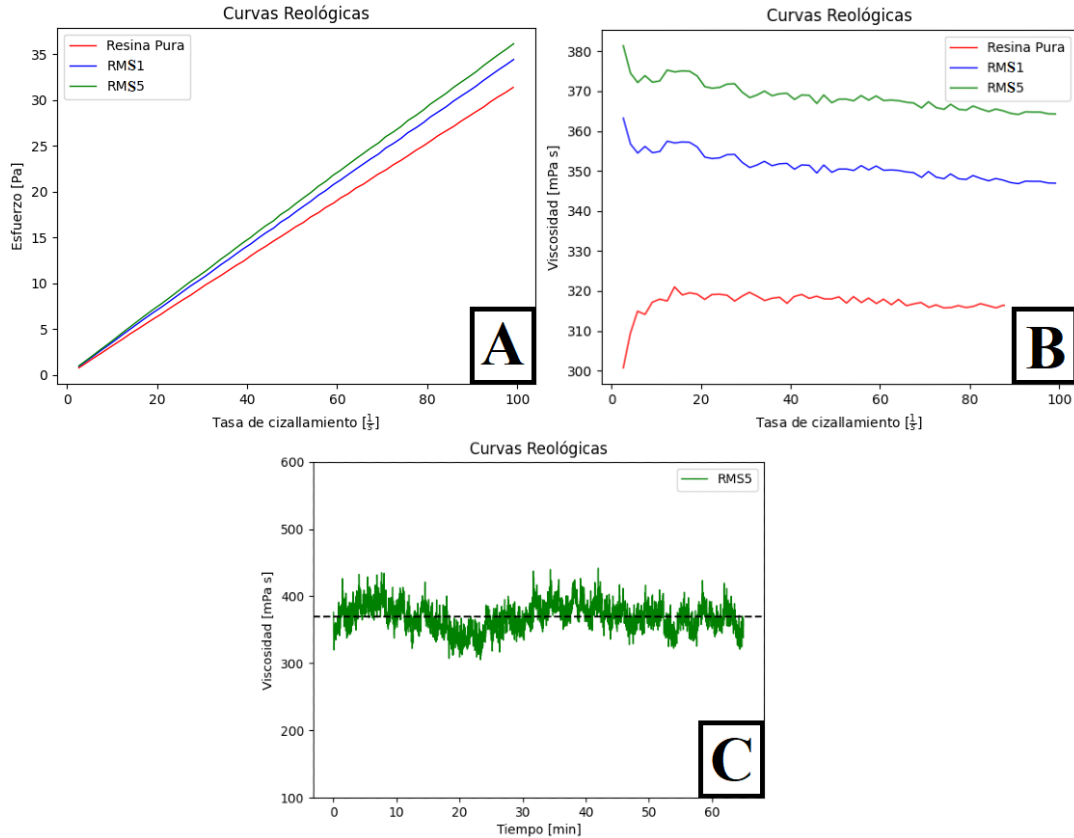 Curvas Reológicas
Resina Pura
RMS1
RMS5
Esfuerzo [Pa]
35
30
25
20
15
10
5
0
0 20 40 60 80 100
Tasa de cizallamiento [1/s]
A
Curvas Reológicas
Resina Pura
RMS1
RMS5
Viscosidad [mPa s]
380
370
360
350
340
330
320
310
300
0 20 40 60 80 100
Tasa de cizallamiento [1/s]
B
Curvas Reológicas
RMS5
Viscosidad [mPa s]
600
500
400
300
200
100
0 10 20 30 40 50 60
Tiempo [min]
C